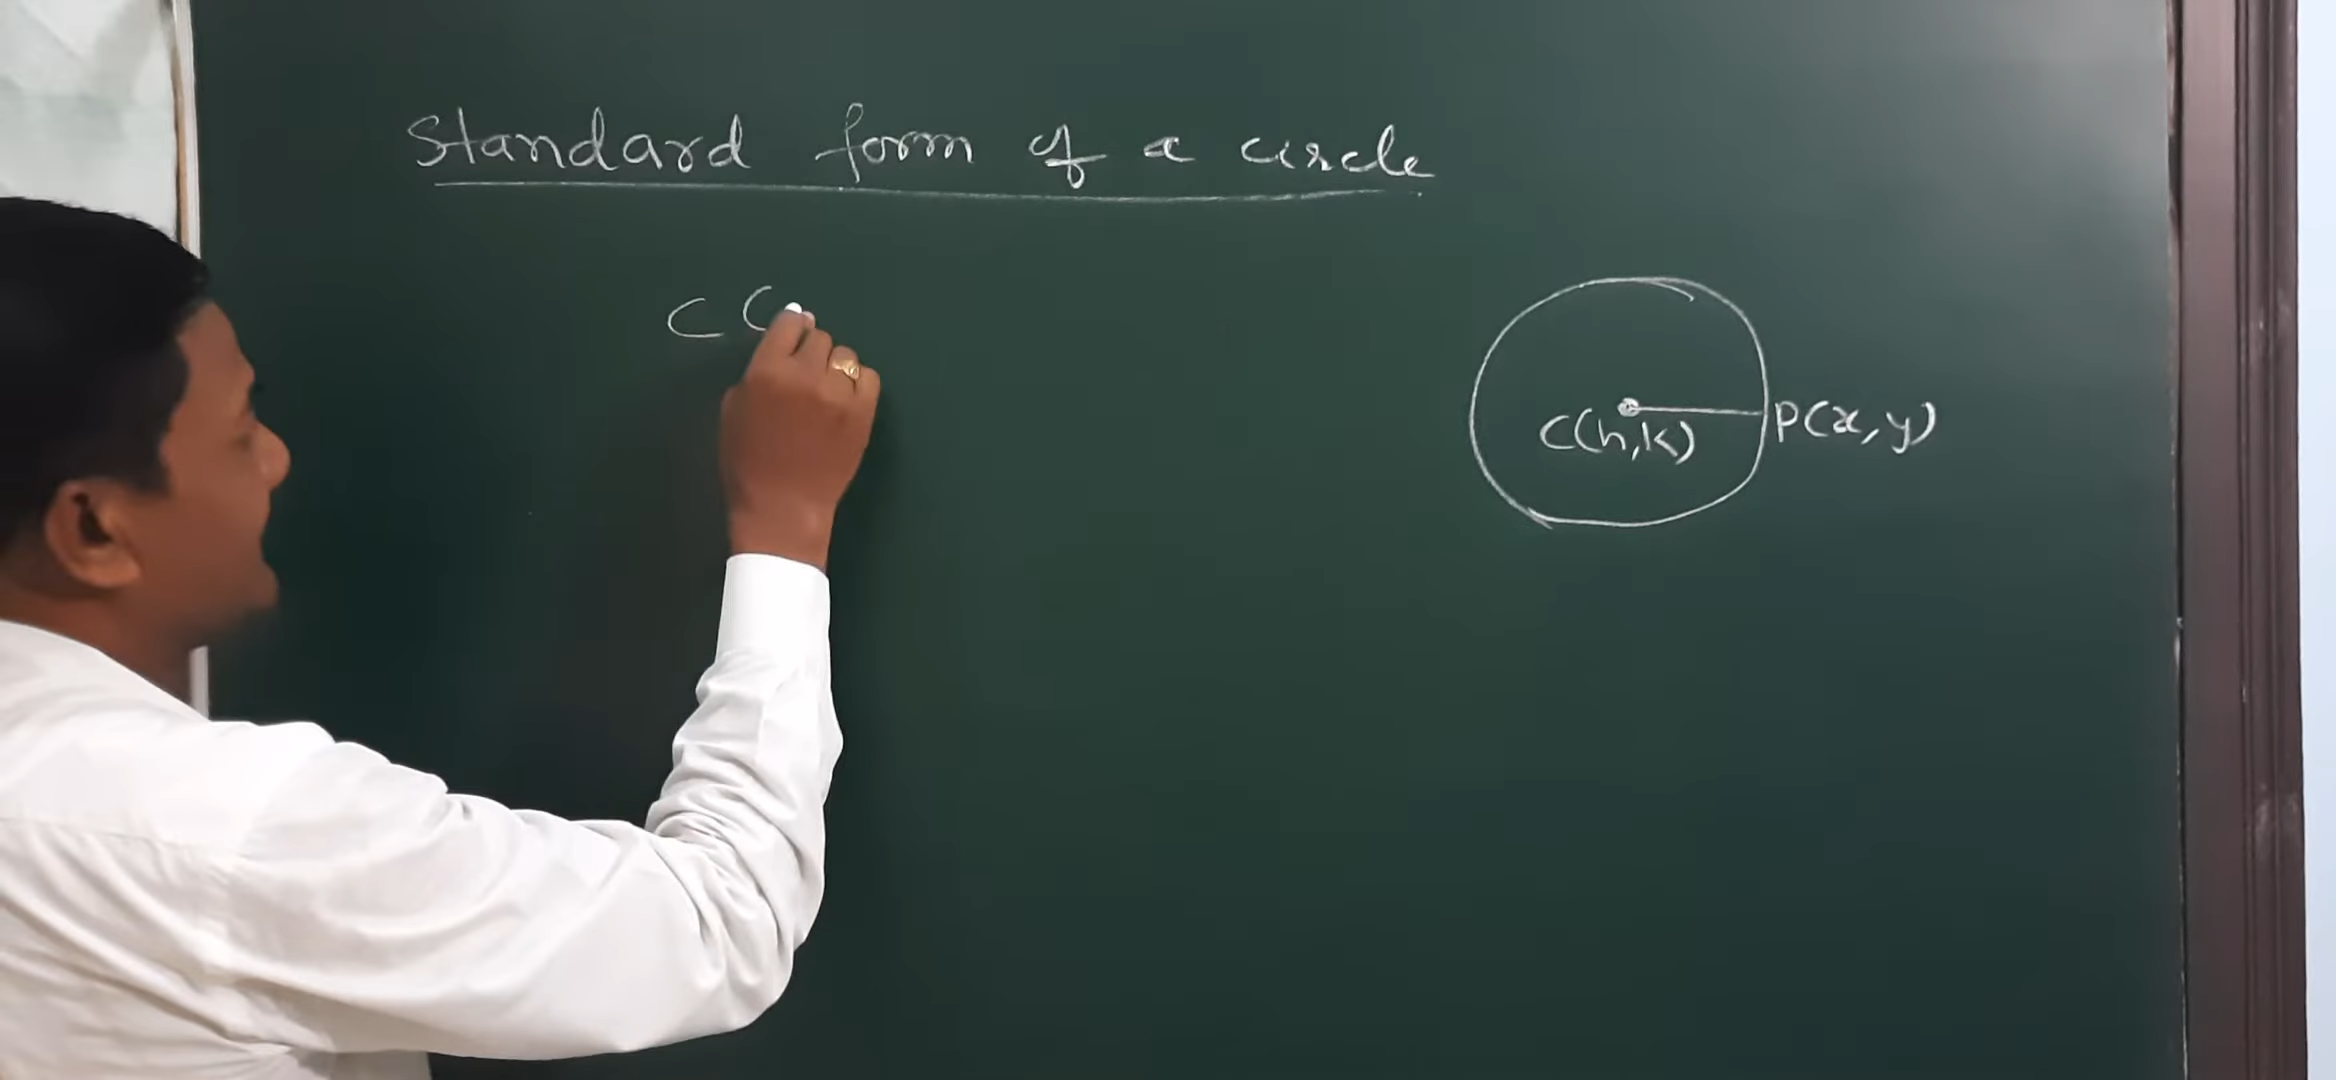 Standard form of a circle
C (
C(h,k)
P(x,y)